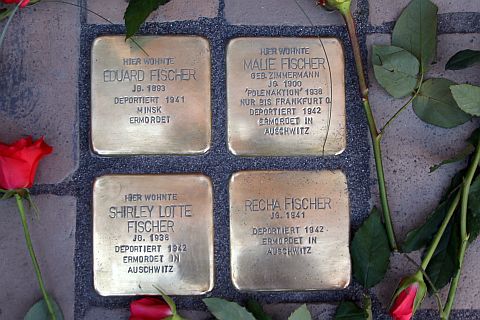 HIER WOHNTE
EDUARD FISCHER
JG. 1893
DEPORTIERT 1941
MINSK
ERMORDET
HIER WOHNTE
MALIE FISCHER
GEB. ZIMMERMANN
JG. 1900
"POLENAKTION" 1938
NUR BIS FRANKFURT O.
DEPORTIERT 1942
ERMORDET IN
AUSCHWITZ
HIER WOHNTE
SHIRLEY LOTTE
FISCHER
JG. 1938
DEPORTIERT 1942
ERMORDET IN
AUSCHWITZ
RECHA FISCHER
JG. 1941
DEPORTIERT 1942
ERMORDET IN
AUSCHWITZ